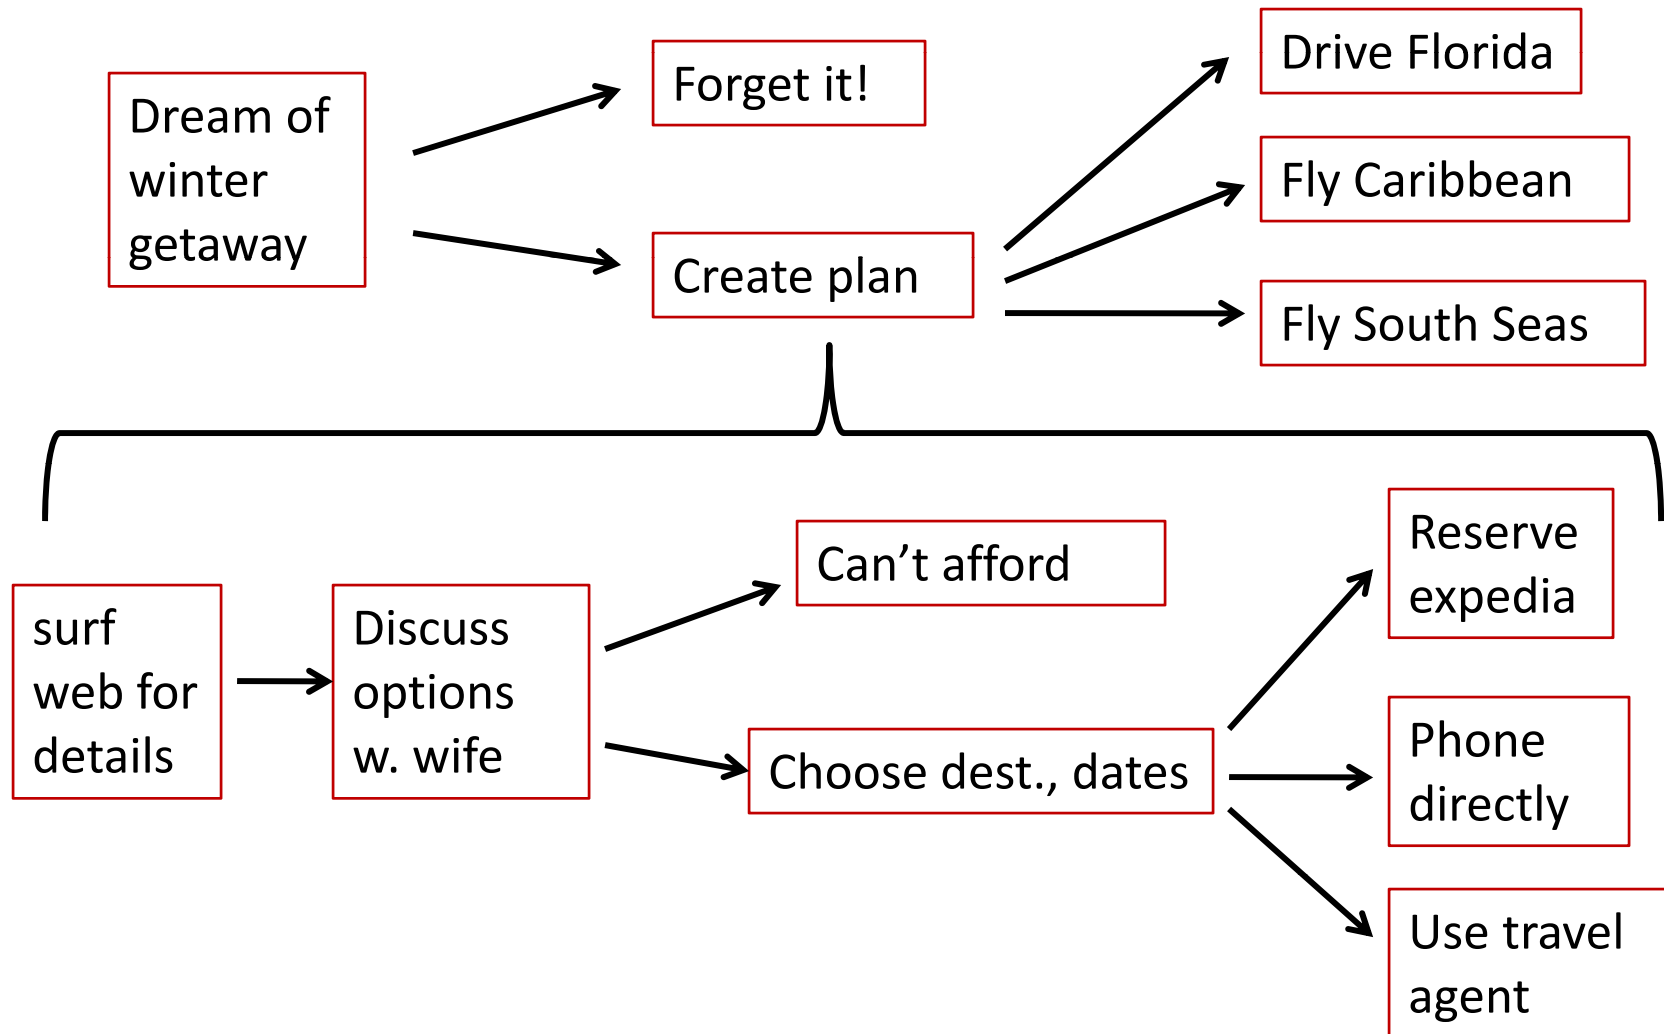 Dream of
winter
getaway
Forget it!
Create plan
Drive Florida
Fly Caribbean
Fly South Seas
surf
web for
details
Discuss
options
w. wife
Can’t afford
Choose dest., dates
Reserve
expedia
Phone
directly
Use travel
agent